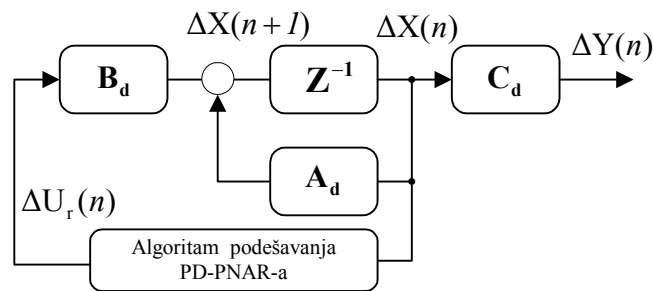 ΔX(n+1)
ΔX(n)
ΔY(n)
B_d
Z⁻¹
C_d
A_d
ΔU_r(n)
Algoritam podešavanja
PD-PNAR-a